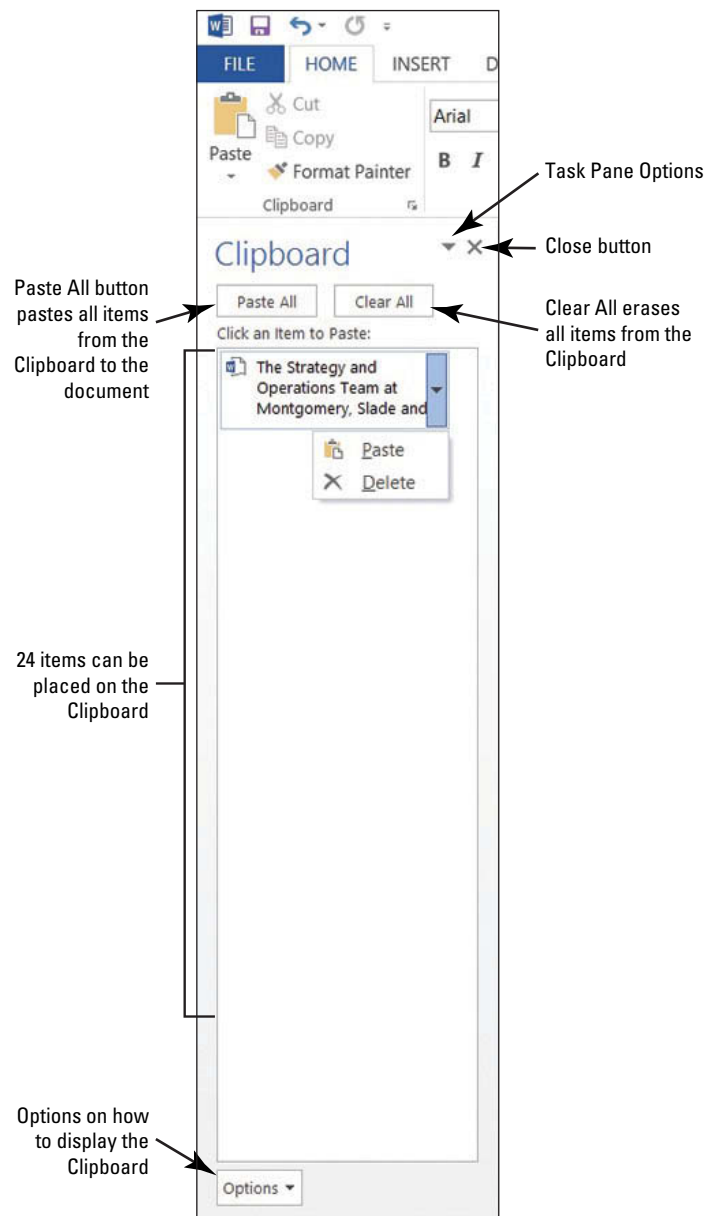 FILE HOME INSERT D
Cut
Copy
Paste
Format Painter
Arial
B I
Clipboard
Task Pane Options
Clipboard
Close button
Paste All button
pastes all items
from the
Clipboard to the
document
Paste All Clear All
Clear All erases
all items from the
Clipboard
Click an Item to Paste:
The Strategy and
Operations Team at
Montgomery, Slade and
Paste
Delete
24 items can be
placed on the
Clipboard
Options on how
to display the
Clipboard
Options